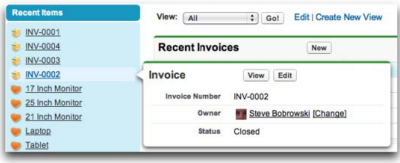 Recent Items
INV-0001
INV-0004
INV-0003
INV-0002
17 Inch Monitor
25 Inch Monitor
21 Inch Monitor
Laptop
Tablet
View: All Go! Edit | Create New View
Recent Invoices New
Invoice View Edit
Invoice Number INV-0002
Owner Steve Bobrowski [Change]
Status Closed